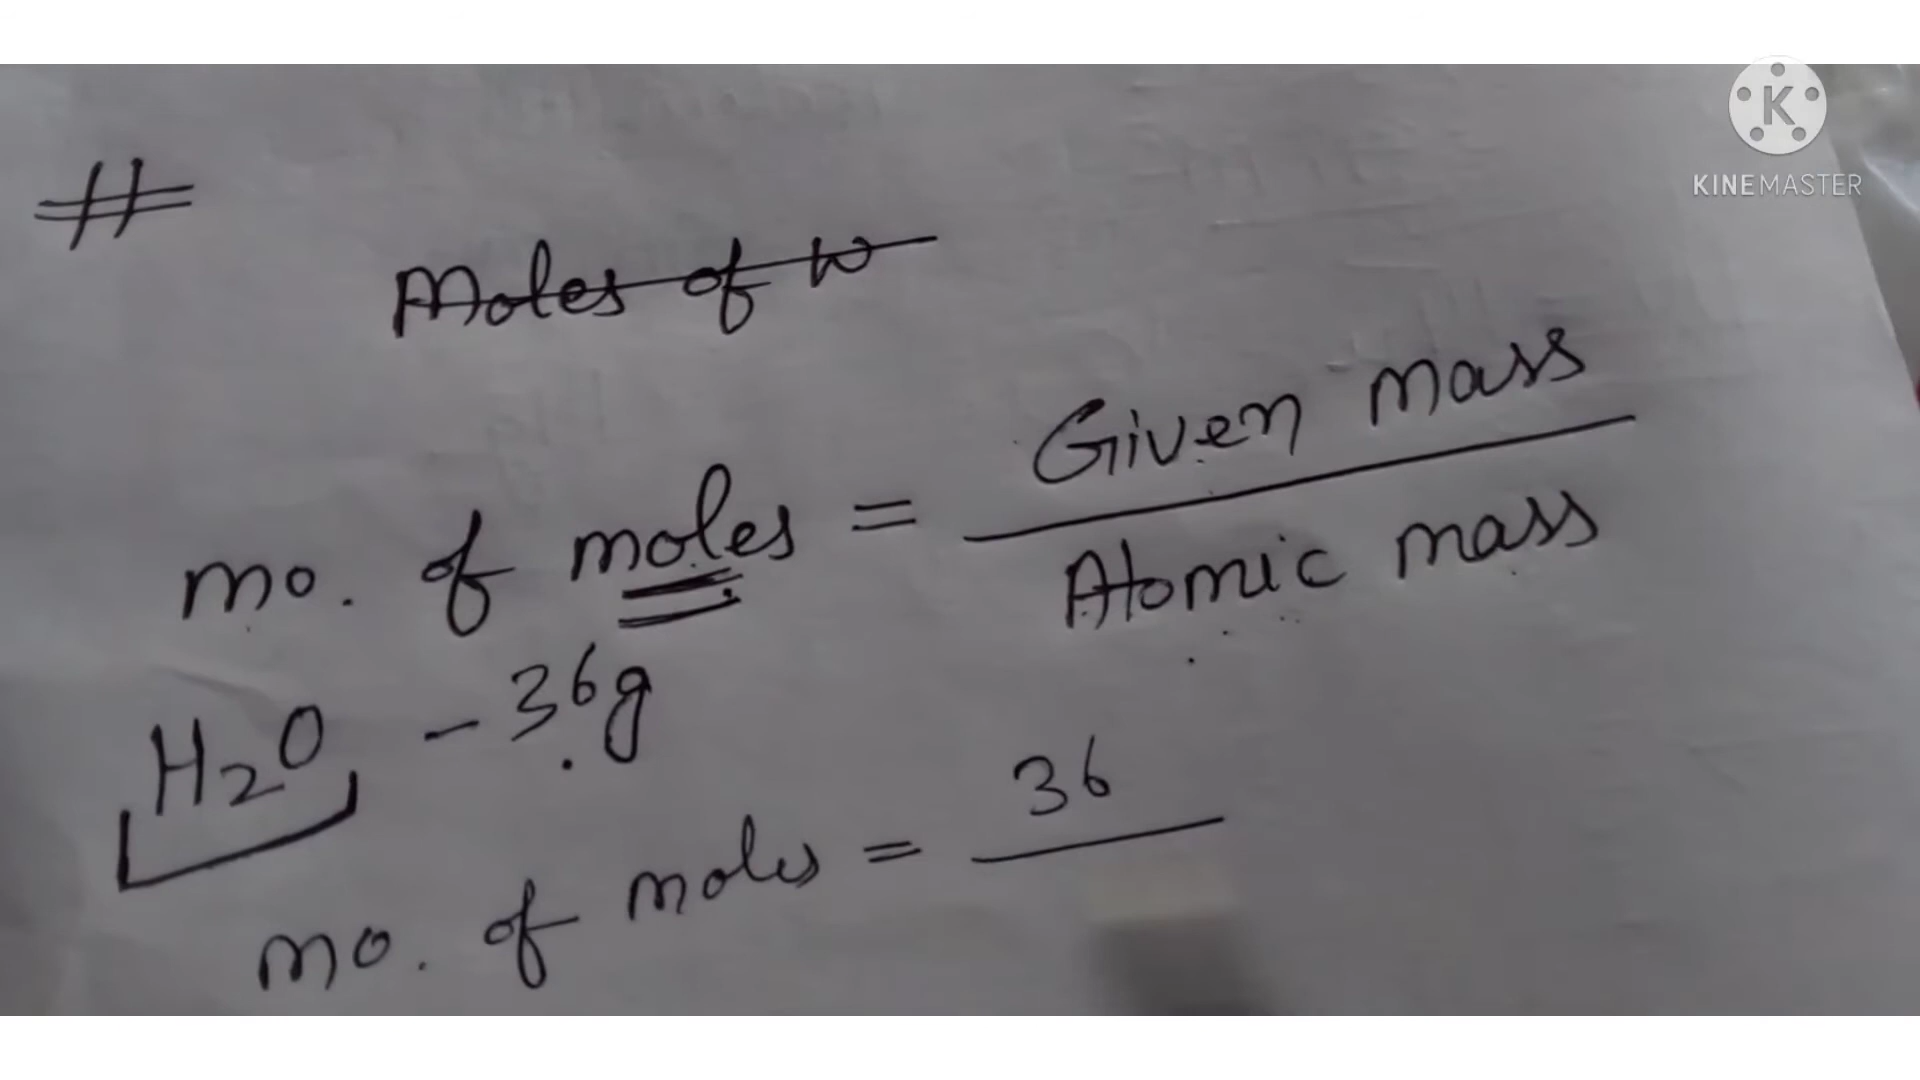 K
KINEMASTER
#
Moles of w
no. of moles = Given mass / Atomic mass
H2O - 36g
no. of moles = 36